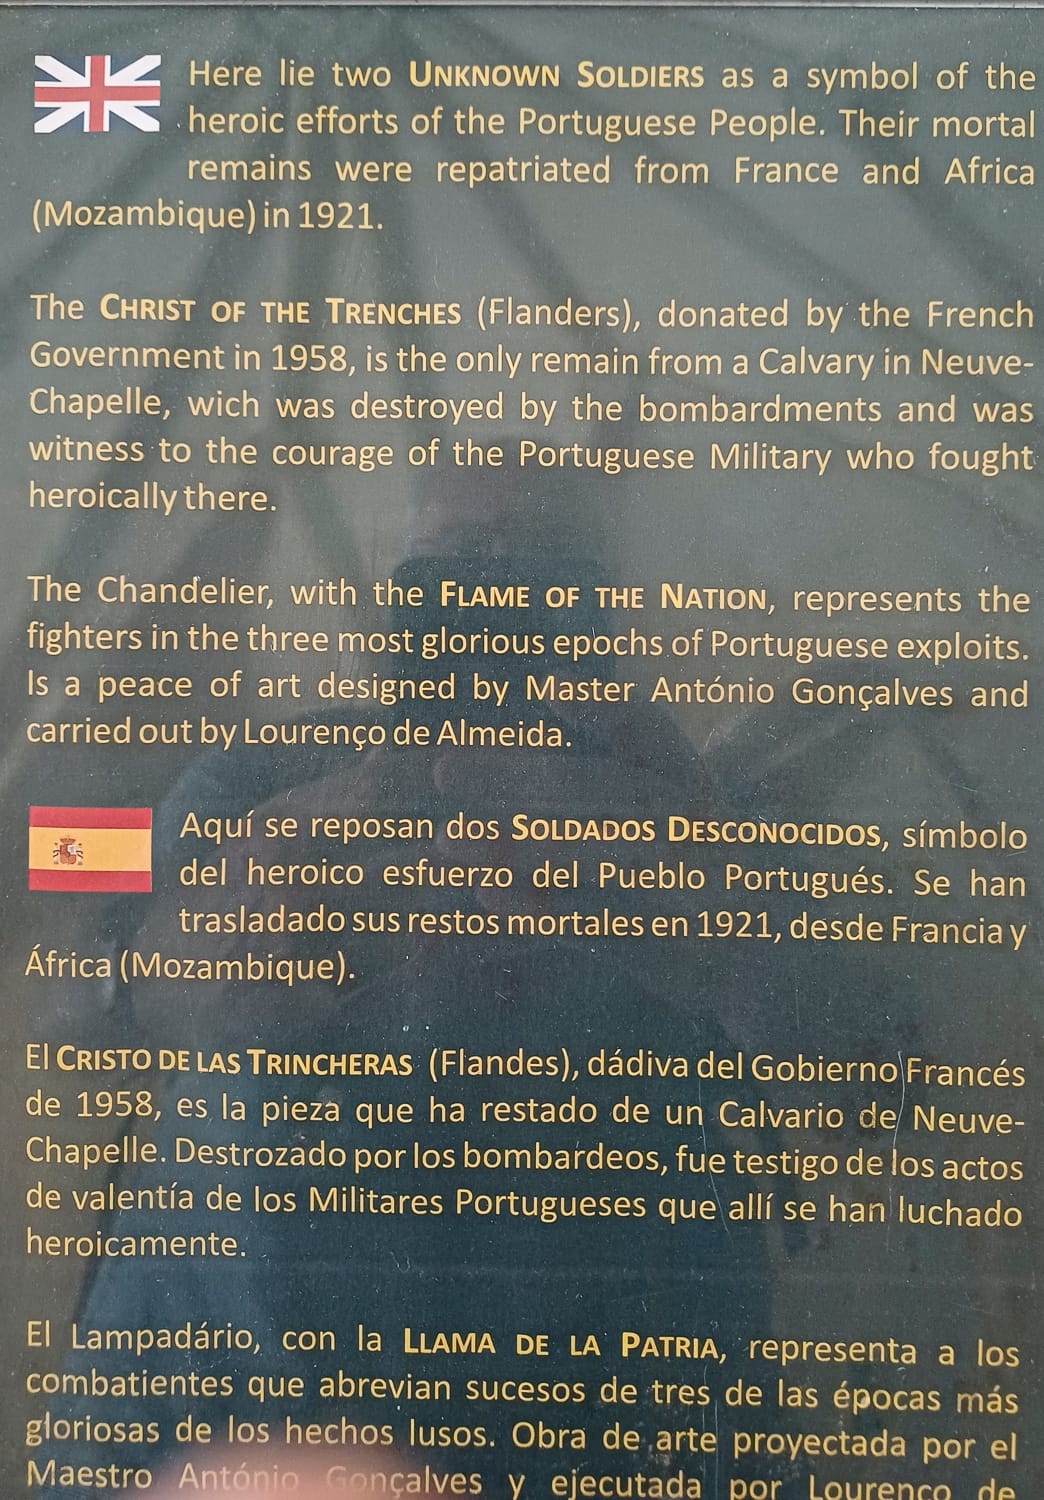 Here lie two UNKNOWN SOLDIERS as a symbol of the
heroic efforts of the Portuguese People. Their mortal
remains were repatriated from France and Africa
(Mozambique) in 1921.
The CHRIST OF THE TRENCHES (Flanders), donated by the French
Government in 1958, is the only remain from a Calvary in Neuve-
Chapelle, wich was destroyed by the bombardments and was
witness to the courage of the Portuguese Military who fought
heroically there.
The Chandelier, with the FLAME OF THE NATION, represents the
fighters in the three most glorious epochs of Portuguese exploits.
Is a peace of art designed by Master António Gonçalves and
carried out by Lourenço de Almeida.
Aquí se reposan dos SOLDADOS DESCONOCIDOS, símbolo
del heroico esfuerzo del Pueblo Portugués. Se han
trasladado sus restos mortales en 1921, desde Francia y
África (Mozambique).
El CRISTO DE LAS TRINCHERAS (Flandes), dádiva del Gobierno Francés
de 1958, es la pieza que ha restado de un Calvario de Neuve-
Chapelle. Destrozado por los bombardeos, fue testigo de los actos
de valentía de los Militares Portugueses que allí se han luchado
heroicamente.
El Lampadário, con la LLAMA DE LA PATRIA, representa a los
combatientes que abrevian sucesos de tres de las épocas más
gloriosas de los hechos lusos. Obra de arte proyectada por el
Maestro António Gonçalves y ejecutada por Lourenço de